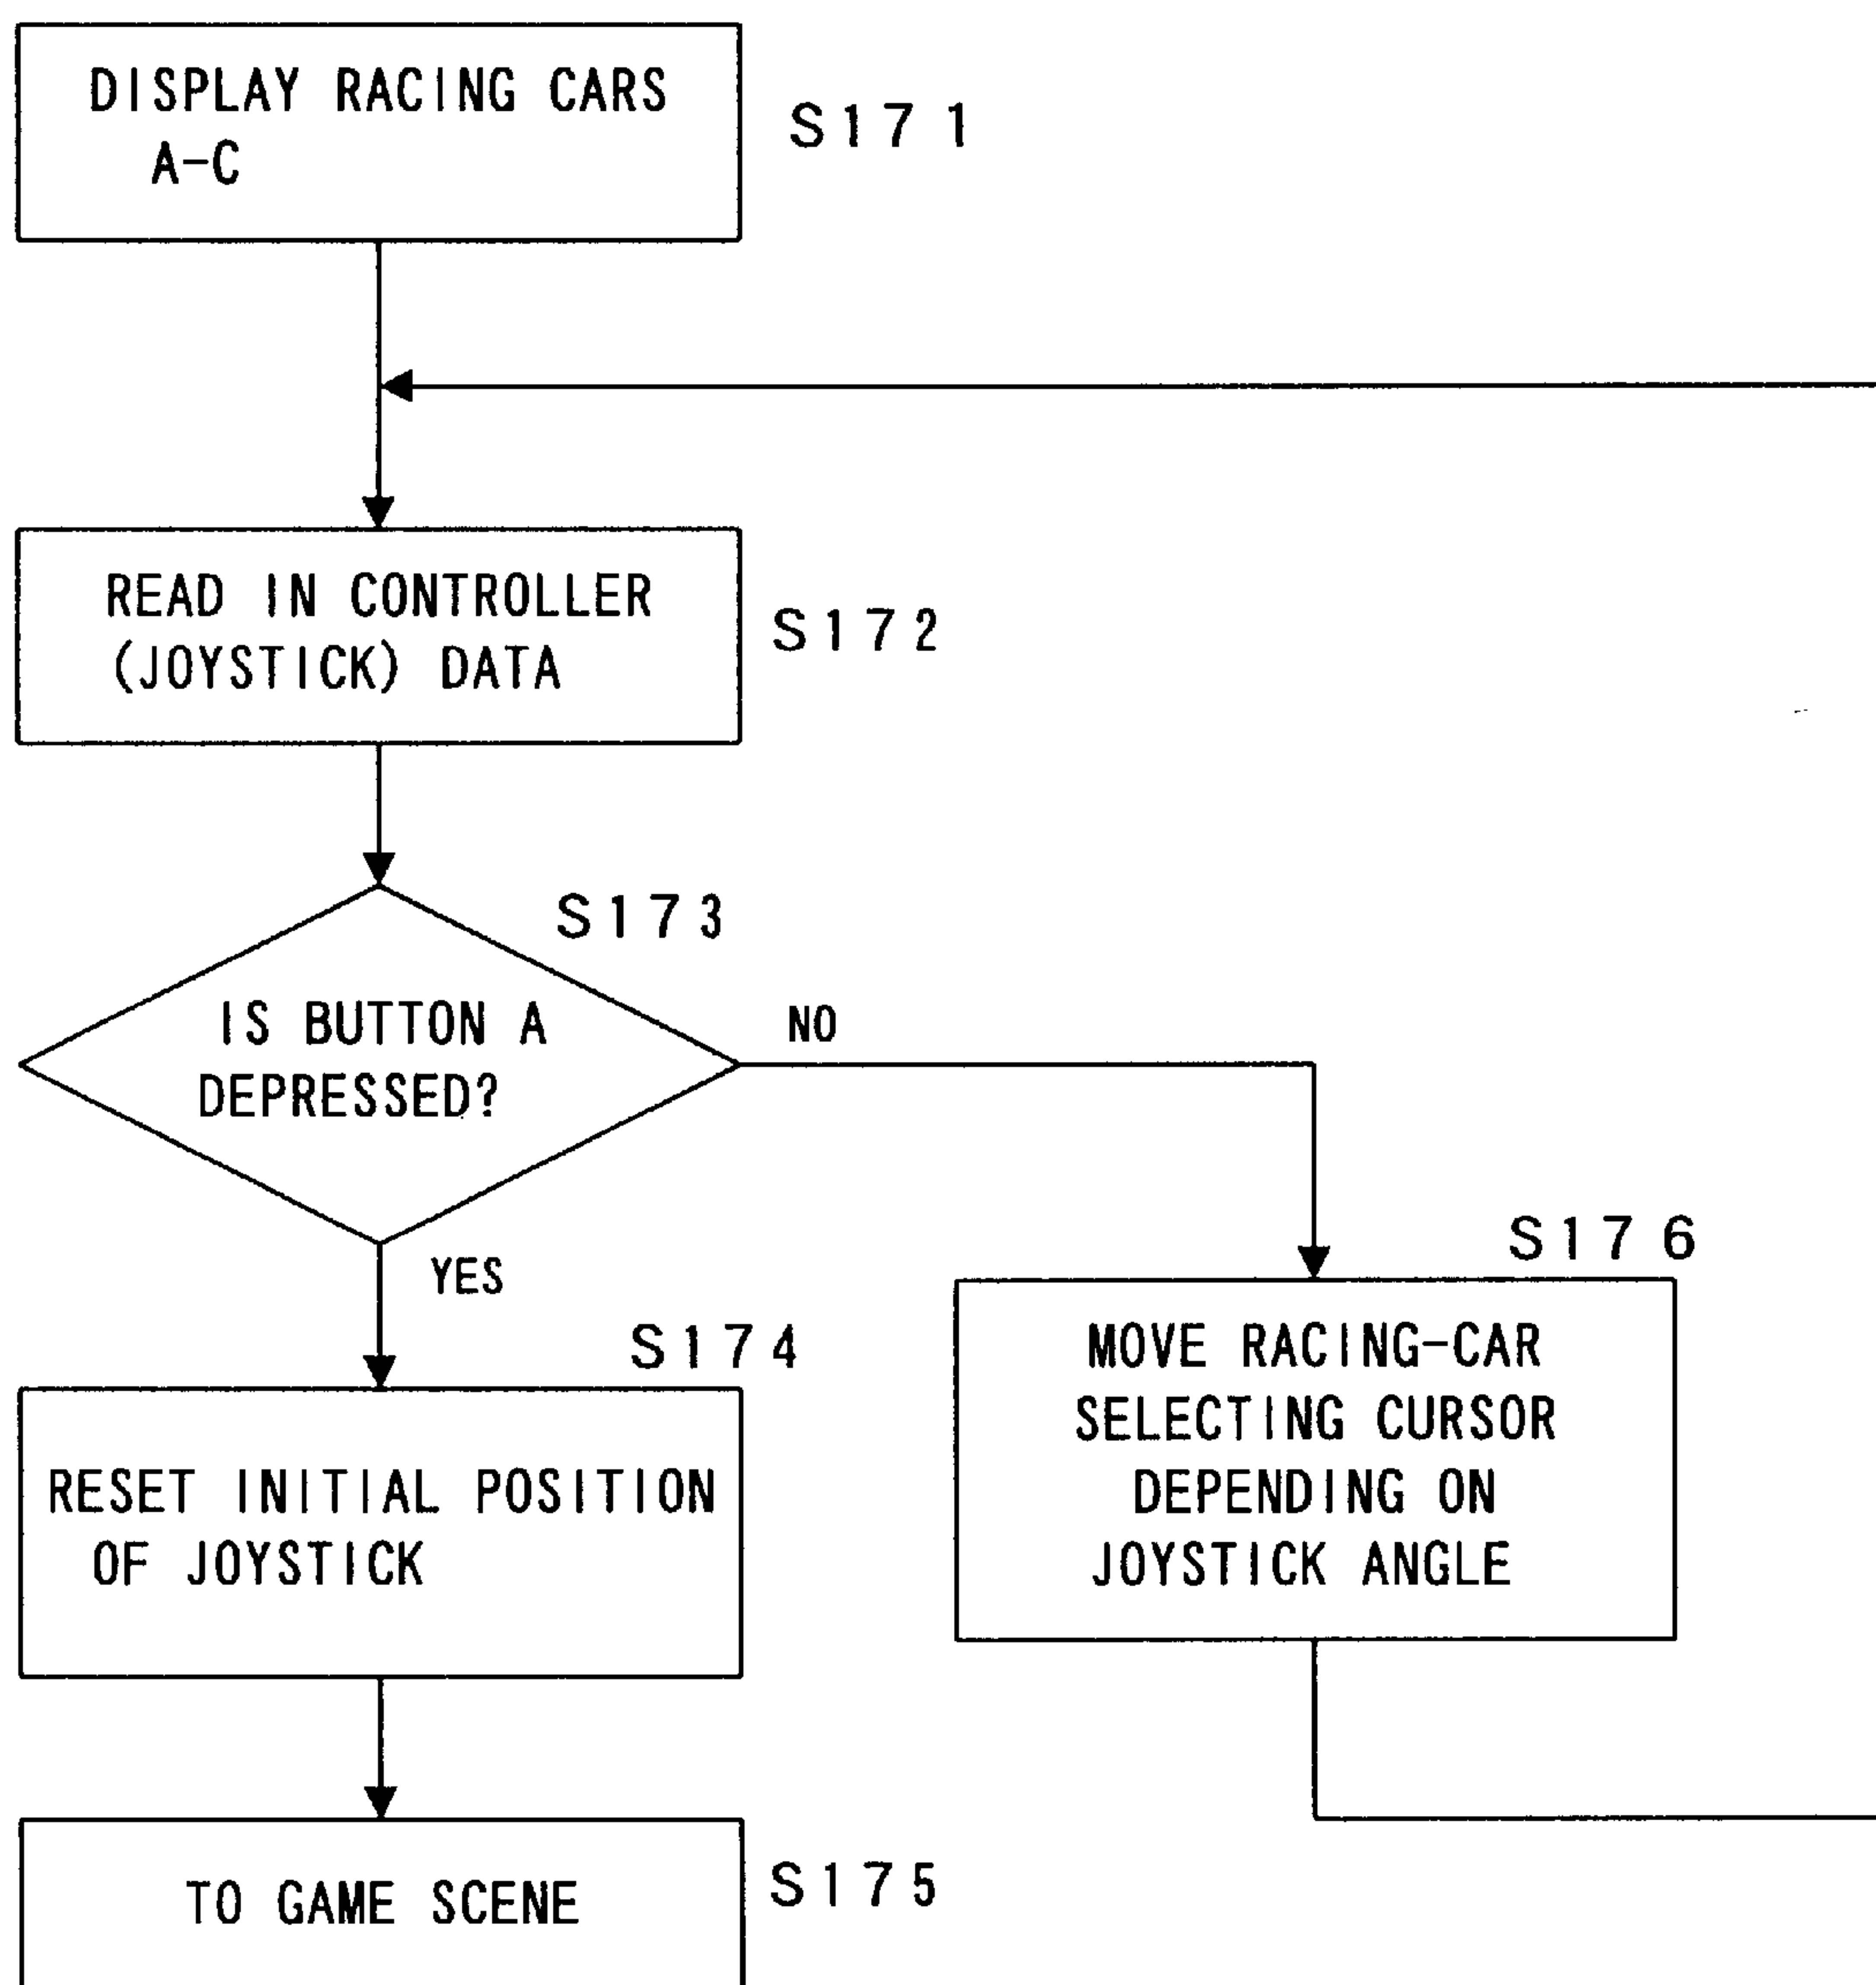 DISPLAY RACING CARS
A-C
S171
READ IN CONTROLLER
(JOYSTICK) DATA
S172
S173
IS BUTTON A
DEPRESSED?
NO
YES
S174
RESET INITIAL POSITION
OF JOYSTICK
S176
MOVE RACING-CAR
SELECTING CURSOR
DEPENDING ON
JOYSTICK ANGLE
TO GAME SCENE
S175